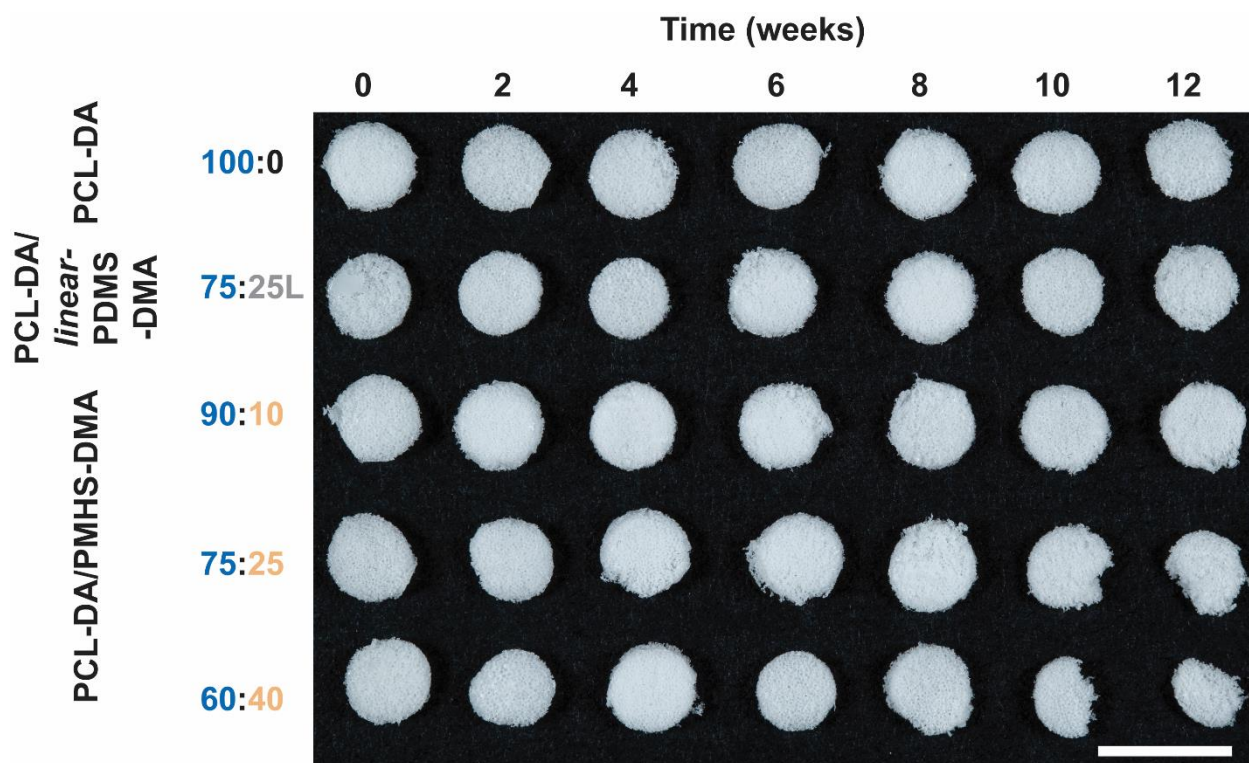 Time (weeks)
0 2 4 6 8 10 12
PCL-DA
100:0
PCL-DA/
linear-
PDMS
-DMA
75:25L
PCL-DA/PMHS-DMA
90:10
75:25
60:40